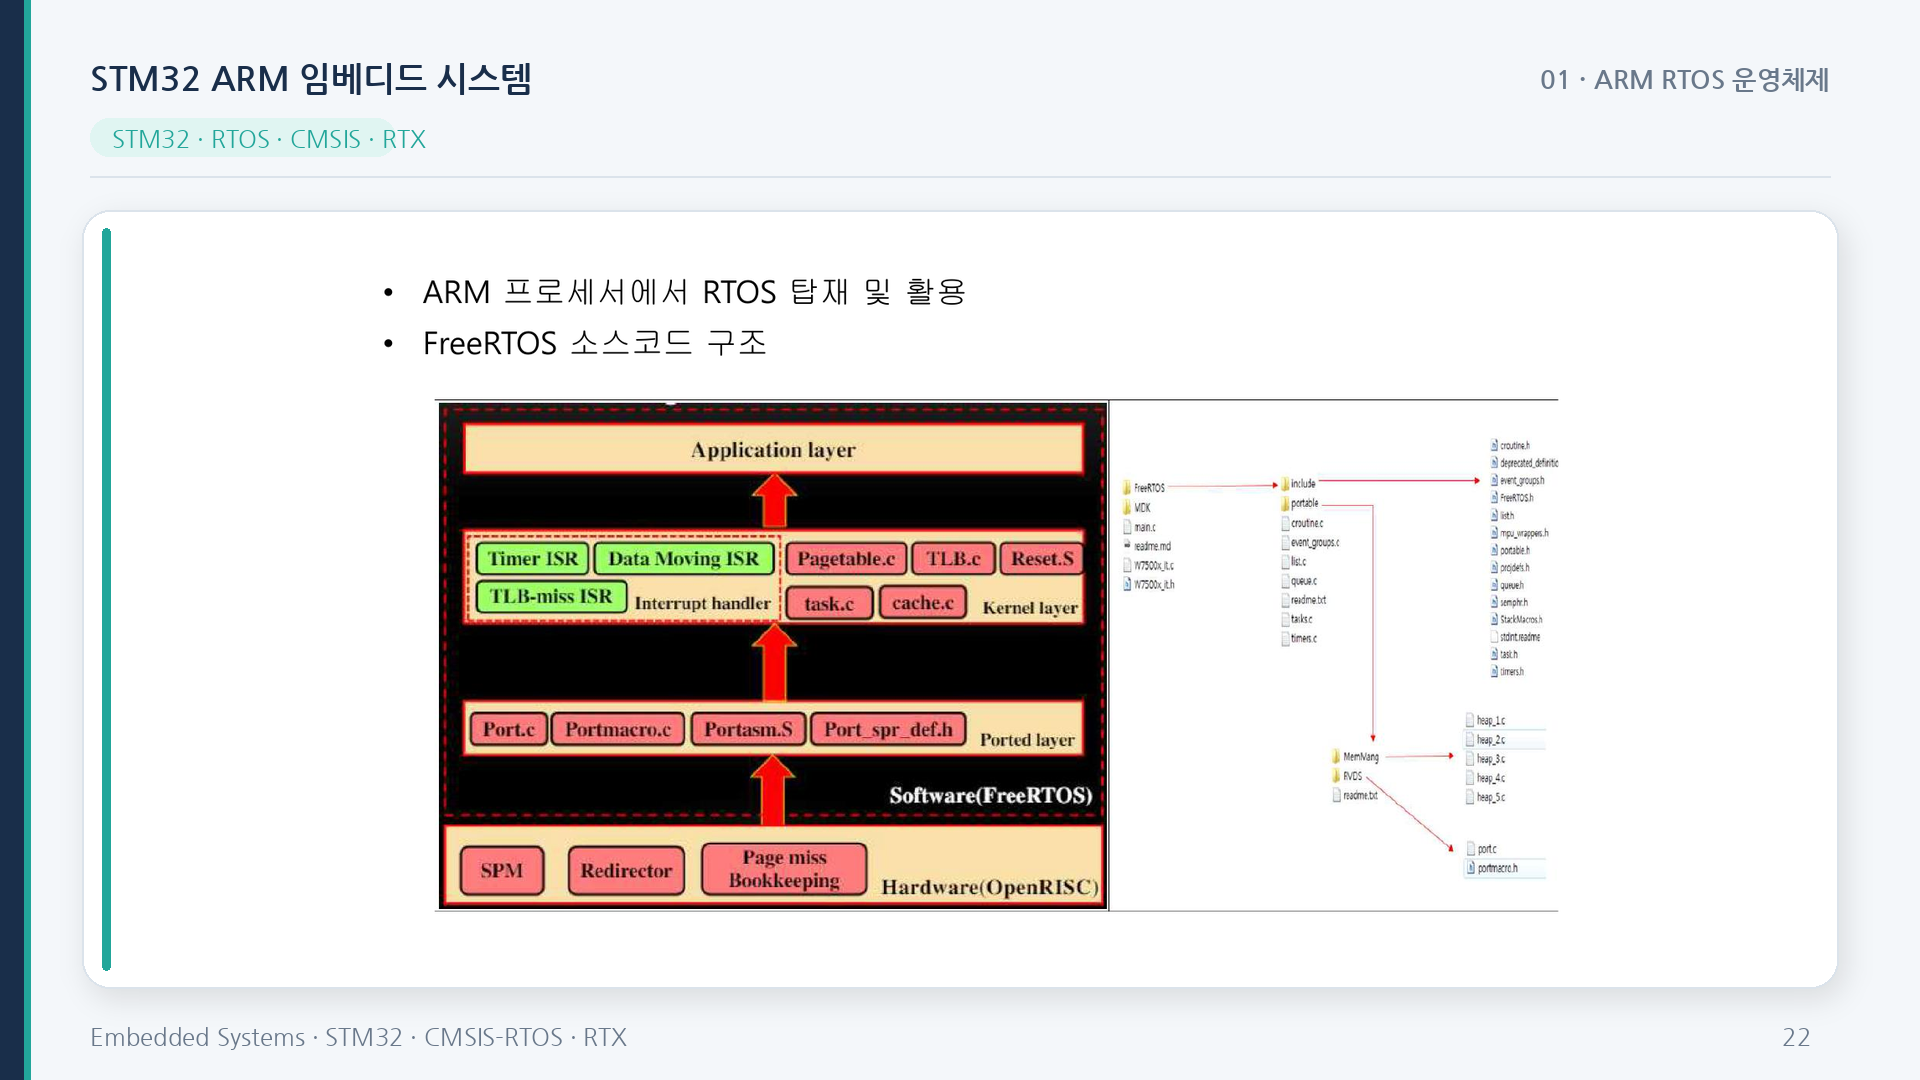 STM32 ARM 임베디드 시스템
01 · ARM RTOS 운영체제
STM32 · RTOS · CMSIS · RTX
• ARM 프로세서에서 RTOS 탑재 및 활용
• FreeRTOS 소스코드 구조
Application layer
Timer ISR
Data Moving ISR
Pagetable.c
TLB.c
Reset.S
TLB-miss ISR
Interrupt handler
task.c
cache.c
Kernel layer
Port.c
Portmacro.c
Portasm.S
Port_spr_def.h
Ported layer
Software(FreeRTOS)
SPM
Redirector
Page miss
Bookkeeping
Hardware(OpenRISC)
FreeRTOS
MDK
main.c
readme.md
W7500x_it.c
W7500x_it.h
include
portable
croutine.c
event_groups.c
list.c
queue.c
readme.txt
tasks.c
timers.c
croutine.h
deprecated_definitio
event_groups.h
FreeRTOS.h
list.h
mpu_wrappers.h
portable.h
projdefs.h
queue.h
semphr.h
StackMacros.h
stdint.readme
task.h
timers.h
MemMang
RVDS
readme.txt
heap_1.c
heap_2.c
heap_3.c
heap_4.c
heap_5.c
port.c
portmacro.h
Embedded Systems · STM32 · CMSIS-RTOS · RTX
22